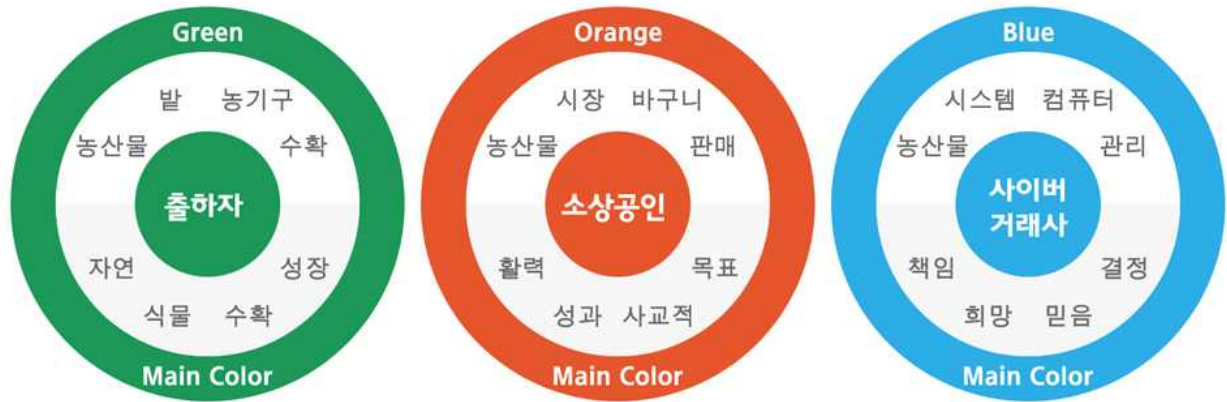 Green
밭 농기구
농산물 수확
출하자
자연 성장
식물 수확
Main Color
Orange
시장 바구니
농산물 판매
소상공인
활력 목표
성과 사교적
Main Color
Blue
시스템 컴퓨터
농산물 관리
사이버
거래사
책임 결정
희망 믿음
Main Color